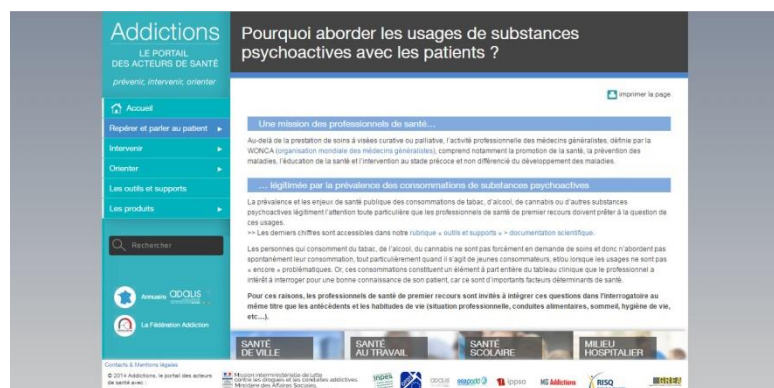 Addictions
LE PORTAIL
DES ACTEURS DE SANTÉ
prévenir, intervenir, orienter
Accueil
Repérer et parler au patient
Intervenir
Orienter
Les outils et supports
Les produits
Rechercher
Annuaire adalis
La Fédération Addiction
Pourquoi aborder les usages de substances
psychoactives avec les patients ?
imprimer la page
Une mission des professionnels de santé…
Au-delà de la prestation de soins à visées curative ou palliative, l'activité professionnelle des médecins généralistes, définie par la
WONCA (organisation mondiale des médecins généralistes), comprend notamment la promotion de la santé, la prévention des
maladies, l'éducation de la santé et l'intervention au stade précoce et non différencié du développement des maladies.
… légitimée par la prévalence des consommations de substances psychoactives
La prévalence et les enjeux de santé publique des consommations de tabac, d'alcool, de cannabis ou d'autres substances
psychoactives légitiment l'attention toute particulière que les professionnels de santé de premier recours doivent prêter à la question de
ces usages.
>> Les derniers chiffres sont accessibles dans notre rubrique « outils et supports » > documentation scientifique.
Les personnes qui consomment du tabac, de l'alcool, du cannabis ne sont pas forcément en demande de soins et donc n'abordent pas
spontanément leur consommation, tout particulièrement quand il s'agit de jeunes consommateurs, et/ou lorsque les usages ne sont pas
« encore » problématiques. Or, ces consommations constituent un élément à part entière du tableau clinique que le professionnel a
intérêt à interroger pour une bonne connaissance de son patient, car ce sont d'importants facteurs déterminants de santé.
Pour ces raisons, les professionnels de santé de premier recours sont invités à intégrer ces questions dans l'interrogatoire au
même titre que les antécédents et les habitudes de vie (situation professionnelle, conduites alimentaires, sommeil, hygiène de vie,
etc…).
SANTÉ
DE VILLE
SANTÉ
AU TRAVAIL
SANTÉ
SCOLAIRE
MILIEU
HOSPITALIER
Contacts & Mentions légales
© 2014 Addictions, le portail des acteurs
de santé avec :
Mission interministérielle de lutte
contre les drogues et les conduites addictives.
Ministère des Affaires Sociales,
inpes
adalis
ippsa
MG Addictions
RISQ
GREA